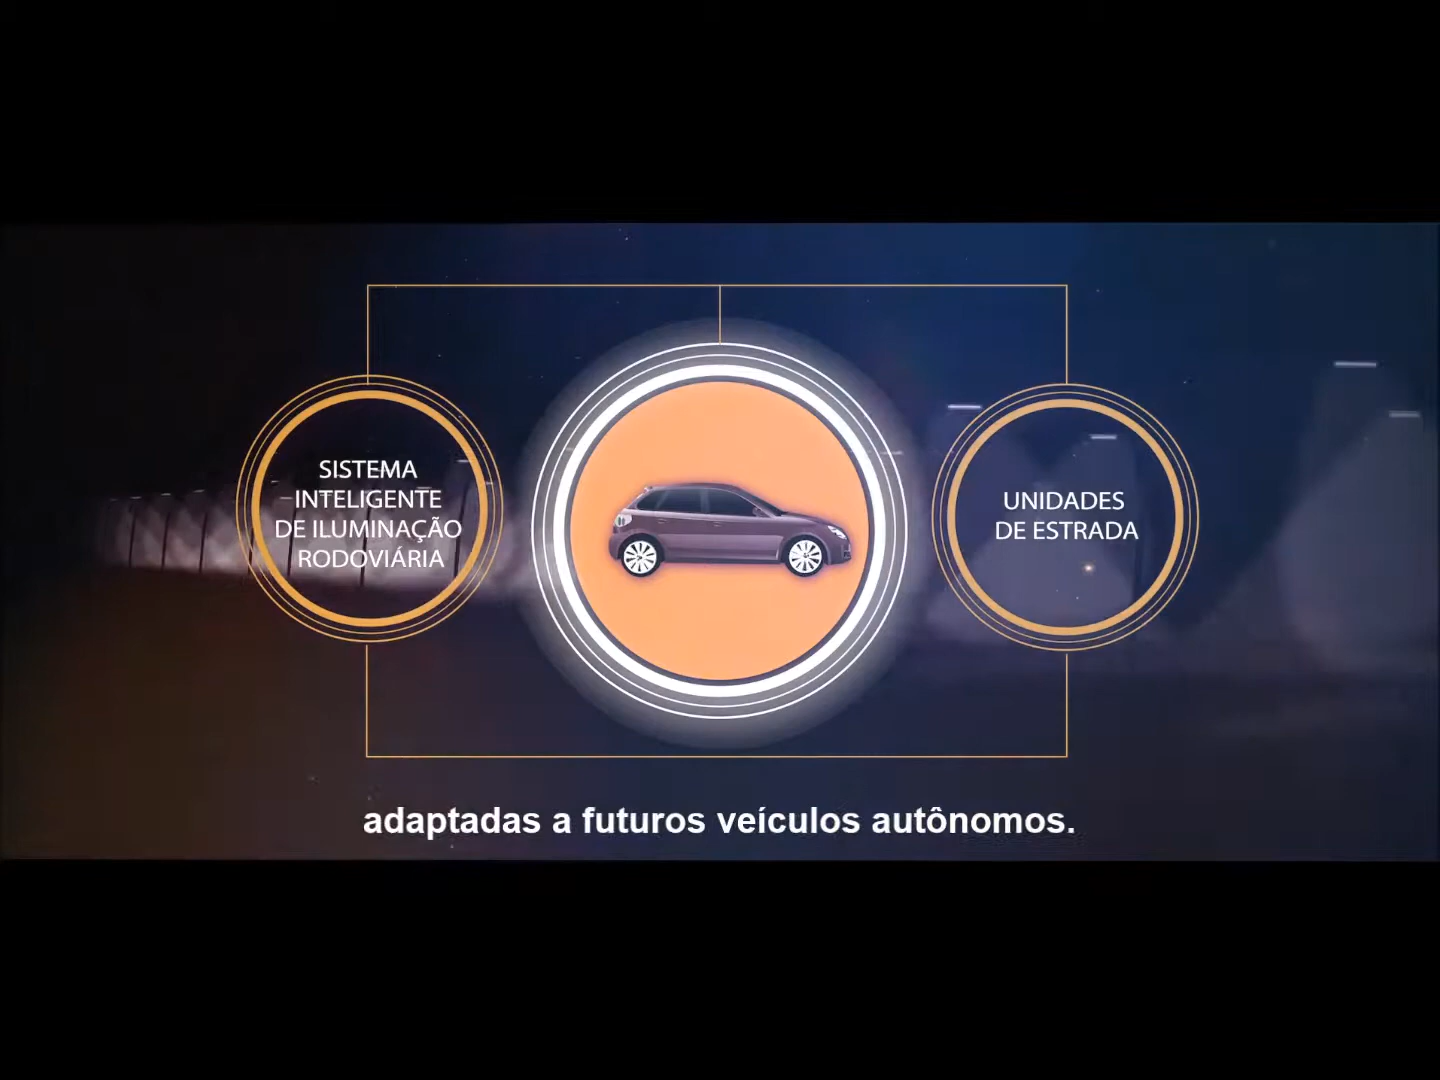 SISTEMA
INTELIGENTE
DE ILUMINAÇÃO
RODOVIÁRIA
UNIDADES
DE ESTRADA
adaptadas a futuros veículos autônomos.